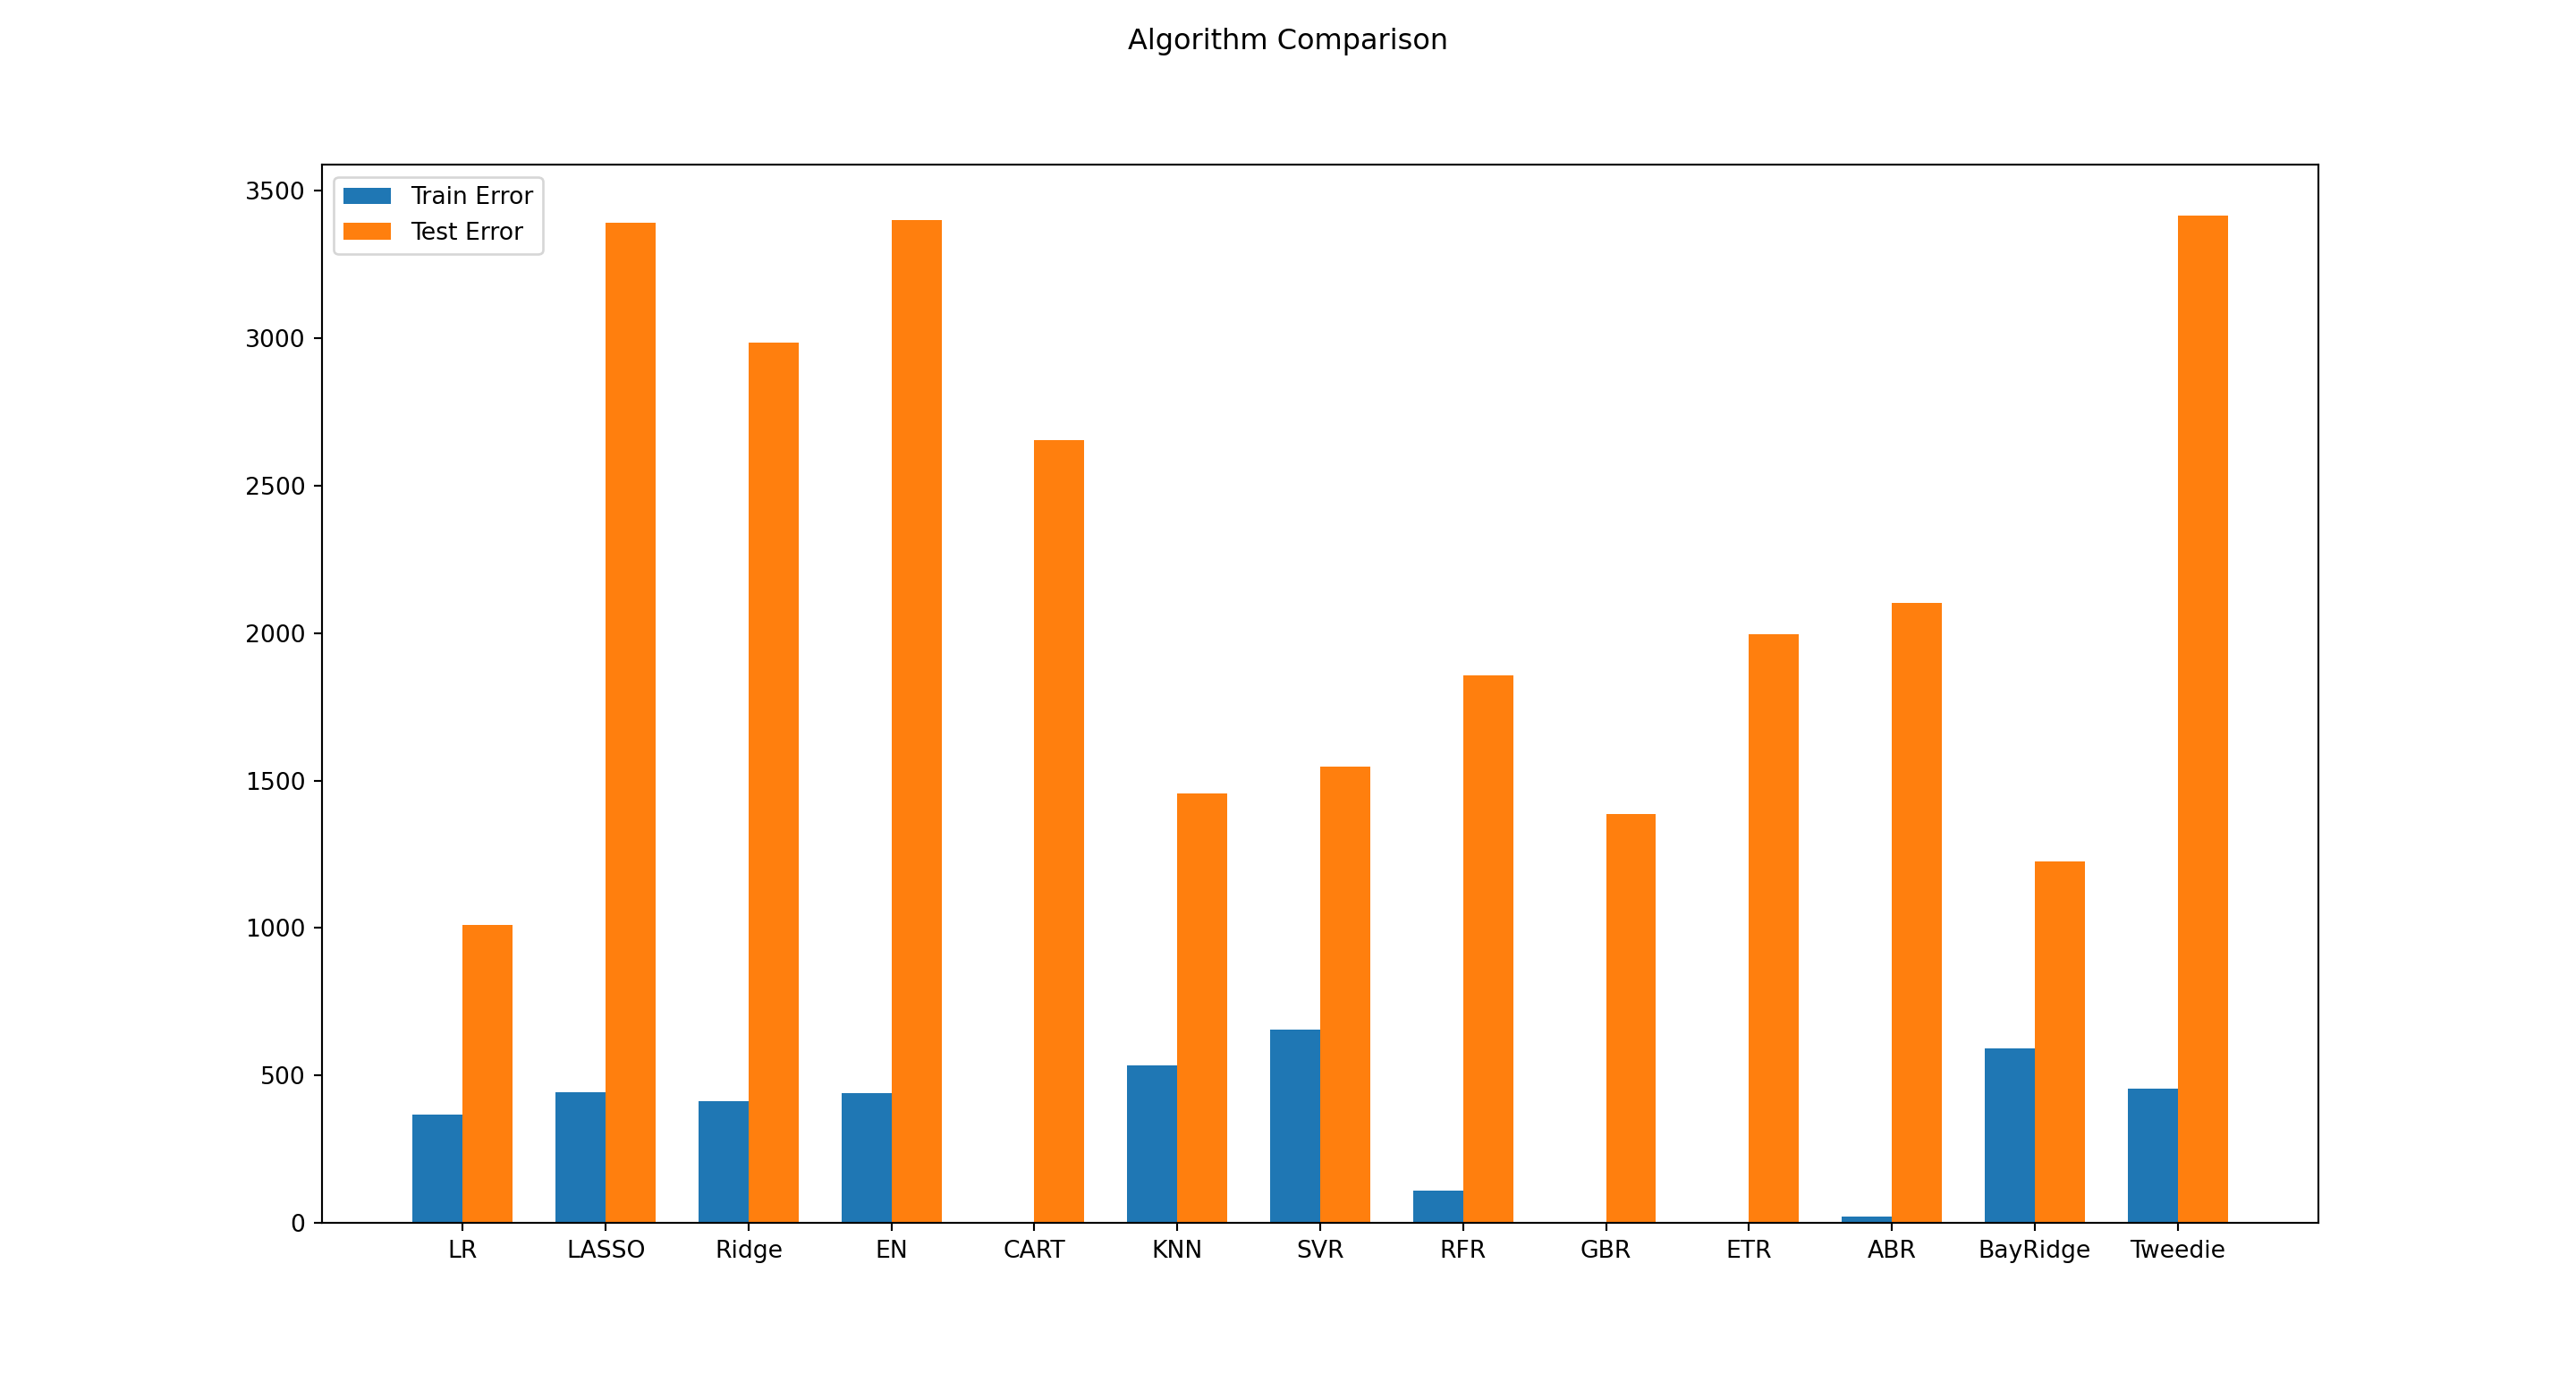 Algorithm Comparison
Train Error
Test Error
3500
3000
2500
2000
1500
1000
500
0
LR LASSO Ridge EN CART KNN SVR RFR GBR ETR ABR BayRidge Tweedie